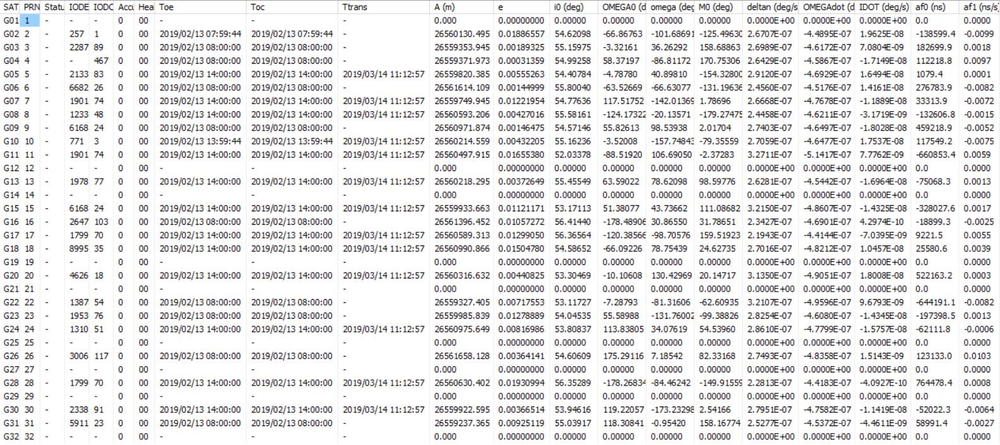 SAT PRN Statu IODE IODC Accu Hea Toe Toc Ttrans A (m) e i0 (deg) OMEGA0 (d omega (deg M0 (deg) deltan (deg/s OMEGAdot (d IDOT (deg/s) af0 (ns) af1 (ns/s)
G01 1 - - - 0 00 - - - 0.000 0.00000000 0.00000 0.00000 0.00000 0.00000 0.0000E+00 0.0000E+00 0.0000E+00 0.0 0.0000
G02 2 - 257 1 0 00 2019/02/13 07:59:44 2019/02/13 07:59:44 - 26560130.495 0.01886557 54.62098 -66.86763 -101.68691 -125.49630 2.6707E-07 -4.4895E-07 1.9625E-08 -138599.4 -0.0099
G03 3 - 2287 89 0 00 2019/02/13 08:00:00 2019/02/13 08:00:00 - 26559353.945 0.00189325 55.15975 -3.32161 36.26292 158.68863 2.6989E-07 -4.6172E-07 7.0804E-09 182699.9 0.0018
G04 4 - - 467 0 00 2019/02/13 08:00:00 2019/02/13 08:00:00 - 26559371.973 0.00031359 54.99258 58.37197 -86.81172 170.75306 2.6429E-07 -4.5867E-07 -1.7149E-08 112218.8 0.0097
G05 5 - 2133 83 0 00 2019/02/13 14:00:00 2019/02/13 14:00:00 2019/03/14 11:12:57 26559820.385 0.00555263 54.40784 -4.78780 40.89810 -154.32800 2.9120E-07 -4.6929E-07 1.6494E-08 1079.4 0.0001
G06 6 - 6682 26 0 00 2019/02/13 08:00:00 2019/02/13 08:00:00 - 26561614.109 0.00144999 55.80040 -63.52669 -66.63077 -131.19636 2.4560E-07 -4.5176E-07 1.4161E-08 276783.9 -0.0082
G07 7 - 1901 74 0 00 2019/02/13 14:00:00 2019/02/13 14:00:00 2019/03/14 11:12:57 26559749.945 0.01221954 54.77636 117.51752 -142.01369 1.78696 2.6668E-07 -4.7678E-07 -1.1889E-08 33313.9 -0.0072
G08 8 - 1233 48 0 00 2019/02/13 14:00:00 2019/02/13 14:00:00 2019/03/14 11:12:57 26560593.206 0.00427016 55.58161 -124.17322 -20.13571 -179.27475 2.4458E-07 -4.6211E-07 -3.1719E-09 -132606.8 -0.0015
G09 9 - 6168 24 0 00 2019/02/13 08:00:00 2019/02/13 08:00:00 - 26560971.874 0.00146475 54.57146 55.82613 98.53938 2.01704 2.7403E-07 -4.6497E-07 -1.8028E-08 459218.9 -0.0052
G10 10 - 771 3 0 00 2019/02/13 13:59:44 2019/02/13 13:59:44 2019/03/14 11:12:57 26560214.559 0.00432205 55.16236 -3.52008 -157.74843 -79.35559 2.7059E-07 -4.6477E-07 1.7537E-08 117549.2 -0.0075
G11 11 - 1901 74 0 00 2019/02/13 14:00:00 2019/02/13 14:00:00 2019/03/14 11:12:57 26560497.915 0.01655380 52.03378 -88.51920 106.69050 -2.37283 3.2711E-07 -5.1417E-07 7.7762E-09 -660853.4 0.0059
G12 12 - - - 0 00 - - - 0.000 0.00000000 0.00000 0.00000 0.00000 0.00000 0.0000E+00 0.0000E+00 0.0000E+00 0.0 0.0000
G13 13 - 1978 77 0 00 2019/02/13 14:00:00 2019/02/13 14:00:00 2019/03/14 11:12:57 26560218.295 0.00372649 55.45549 63.59022 78.62098 98.59776 2.6281E-07 -4.5442E-07 -1.6964E-08 -75068.3 0.0013
G14 14 - - - 0 00 - - - 0.000 0.00000000 0.00000 0.00000 0.00000 0.00000 0.0000E+00 0.0000E+00 0.0000E+00 0.0 0.0000
G15 15 - 6168 24 0 00 2019/02/13 14:00:00 2019/02/13 14:00:00 2019/03/14 11:12:57 26559933.663 0.01121171 53.17113 51.38077 43.73662 111.08682 3.2150E-07 -4.8607E-07 -1.4325E-08 -328027.6 0.0017
G16 16 - 2647 103 0 00 2019/02/13 08:00:00 2019/02/13 08:00:00 - 26561396.452 0.01057272 56.41440 -178.48906 30.86550 31.78651 2.3427E-07 -4.6901E-07 4.2974E-10 -18899.3 -0.0025
G17 17 - 1799 70 0 00 2019/02/13 14:00:00 2019/02/13 14:00:00 2019/03/14 11:12:57 26560589.313 0.01299050 56.36564 -120.38566 -98.70576 159.51923 2.1943E-07 -4.4144E-07 -7.0395E-09 9221.5 0.0055
G18 18 - 8995 35 0 00 2019/02/13 14:00:00 2019/02/13 14:00:00 2019/03/14 11:12:57 26560990.866 0.01504780 54.58652 -66.09226 78.75439 24.62735 2.7016E-07 -4.8212E-07 1.0457E-08 25580.6 0.0039
G19 19 - - - 0 00 - - - 0.000 0.00000000 0.00000 0.00000 0.00000 0.00000 0.0000E+00 0.0000E+00 0.0000E+00 0.0 0.0000
G20 20 - 4626 18 0 00 2019/02/13 14:00:00 2019/02/13 14:00:00 2019/03/14 11:12:57 26560316.632 0.00440825 53.30469 -10.10608 130.42969 20.14717 3.1350E-07 -4.9051E-07 1.8008E-08 522163.2 0.0003
G21 21 - - - 0 00 - - - 0.000 0.00000000 0.00000 0.00000 0.00000 0.00000 0.0000E+00 0.0000E+00 0.0000E+00 0.0 0.0000
G22 22 - 1387 54 0 00 2019/02/13 08:00:00 2019/02/13 08:00:00 - 26559327.405 0.00717553 53.11727 -7.28793 -81.31606 -62.60935 3.2107E-07 -4.9596E-07 9.6793E-09 -644191.1 -0.0082
G23 23 - 1953 76 0 00 2019/02/13 08:00:00 2019/02/13 08:00:00 - 26559985.839 0.01278889 54.04535 55.58988 -131.76002 -99.38826 2.8254E-07 -4.6080E-07 -1.4345E-08 -197398.5 0.0013
G24 24 - 1310 51 0 00 2019/02/13 14:00:00 2019/02/13 14:00:00 2019/03/14 11:12:57 26560975.649 0.00816986 53.80837 113.83805 34.07619 54.53960 2.8610E-07 -4.7799E-07 -1.5757E-08 -62111.8 -0.0006
G25 25 - - - 0 00 - - - 0.000 0.00000000 0.00000 0.00000 0.00000 0.00000 0.0000E+00 0.0000E+00 0.0000E+00 0.0 0.0000
G26 26 - 3006 117 0 00 2019/02/13 08:00:00 2019/02/13 08:00:00 - 26561658.128 0.00364141 54.60609 175.29116 7.18542 82.33168 2.7493E-07 -4.8358E-07 1.5143E-09 123133.0 0.0103
G27 27 - - - 0 00 - - - 0.000 0.00000000 0.00000 0.00000 0.00000 0.00000 0.0000E+00 0.0000E+00 0.0000E+00 0.0 0.0000
G28 28 - 1799 70 0 00 2019/02/13 14:00:00 2019/02/13 14:00:00 2019/03/14 11:12:57 26560630.402 0.01930994 56.35289 -178.26834 -84.46242 -149.91559 2.2813E-07 -4.4183E-07 -4.0927E-10 764478.4 0.0008
G29 29 - - - 0 00 - - - 0.000 0.00000000 0.00000 0.00000 0.00000 0.00000 0.0000E+00 0.0000E+00 0.0000E+00 0.0 0.0000
G30 30 - 2338 91 0 00 2019/02/13 14:00:00 2019/02/13 14:00:00 2019/03/14 11:12:57 26559922.595 0.00366514 53.94616 119.22057 -173.23298 2.54166 2.7951E-07 -4.7582E-07 -1.1419E-08 -52022.3 -0.0064
G31 31 - 5911 23 0 00 2019/02/13 08:00:00 2019/02/13 08:00:00 - 26559237.365 0.00925119 55.03917 118.30841 -0.95420 158.16774 2.5277E-07 -4.5372E-07 -4.4611E-09 58991.4 -0.0027
G32 32 - - - 0 00 - - - 0.000 0.00000000 0.00000 0.00000 0.00000 0.00000 0.0000E+00 0.0000E+00 0.0000E+00 0.0 0.0000